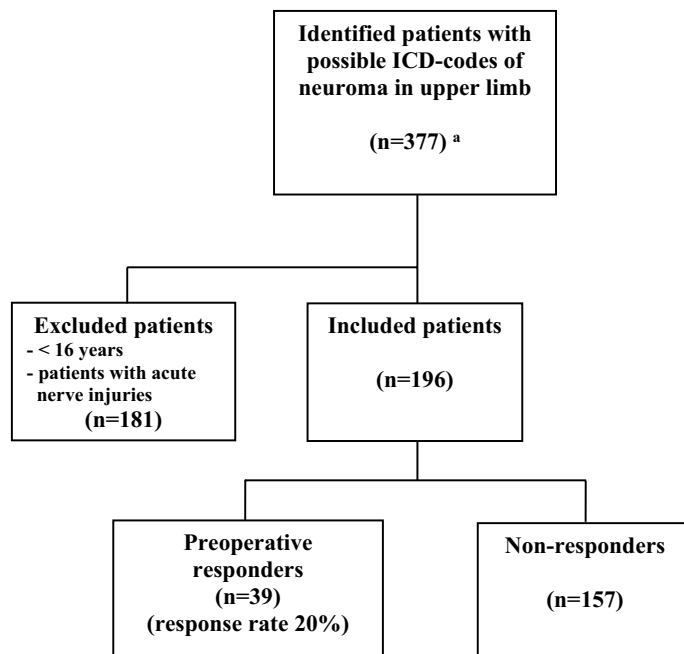 Identified patients with
possible ICD-codes of
neuroma in upper limb
(n=377) ᵃ
Excluded patients
- < 16 years
- patients with acute
nerve injuries
(n=181)
Included patients
(n=196)
Preoperative
responders
(n=39)
(response rate 20%)
Non-responders
(n=157)